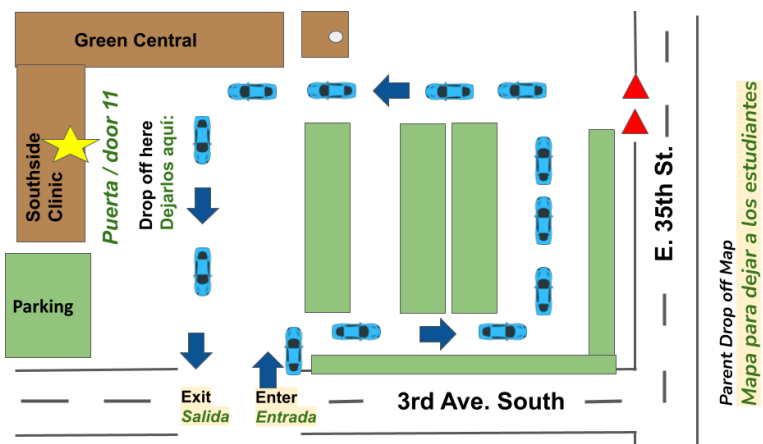 Green Central
Southside
Clinic
Puerta / door 11
Drop off here
Dejarlos aquí:
Parking
Exit
Salida
Enter
Entrada
3rd Ave. South
E. 35th St.
Parent Drop off Map
Mapa para dejar a los estudiantes